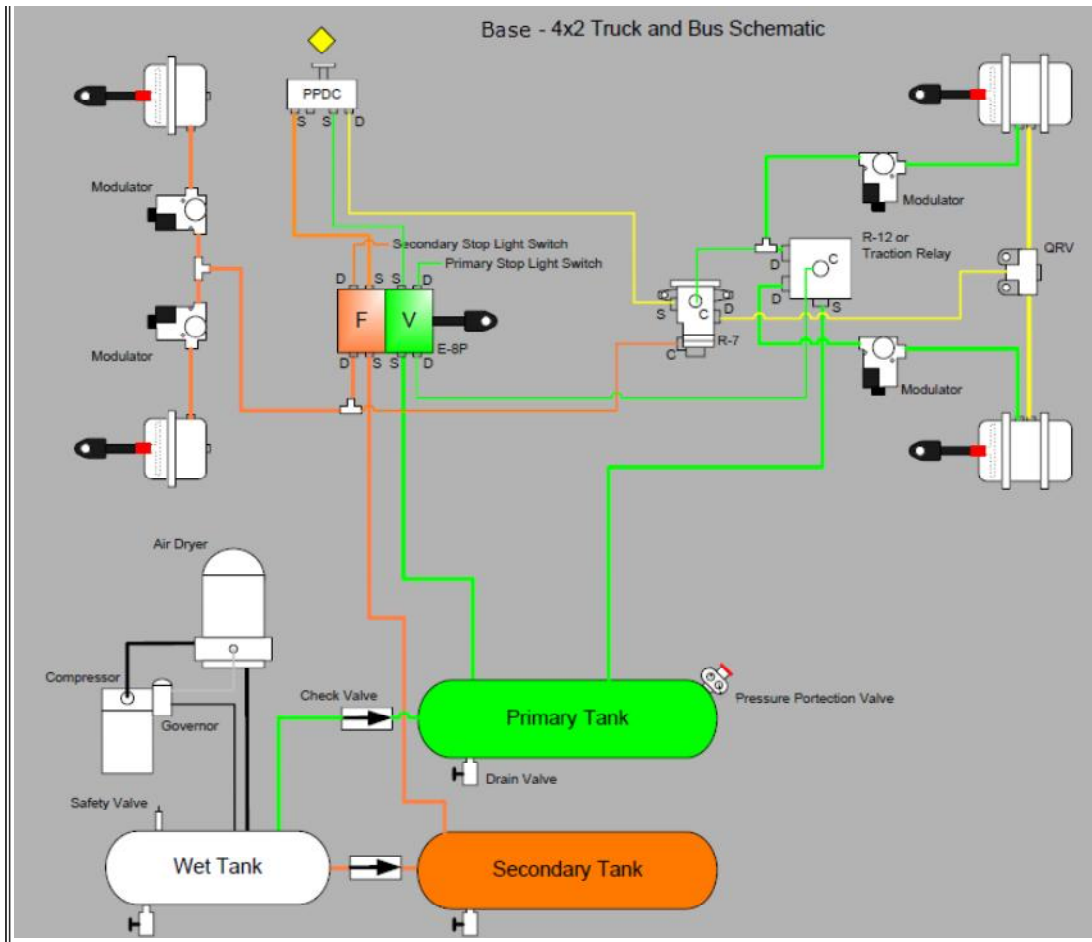 Base - 4x2 Truck and Bus Schematic
PPDC
S
S
D
Modulator
Modulator
Modulator
R-12 or
Traction Relay
QRV
Secondary Stop Light Switch
Primary Stop Light Switch
D
S
S
D
F
V
E-8P
D
S
S
D
D
C
D
S
S
C
D
R-7
C
Modulator
Air Dryer
Compressor
Governor
Check Valve
Primary Tank
Pressure Portection Valve
Drain Valve
Safety Valve
Wet Tank
Secondary Tank